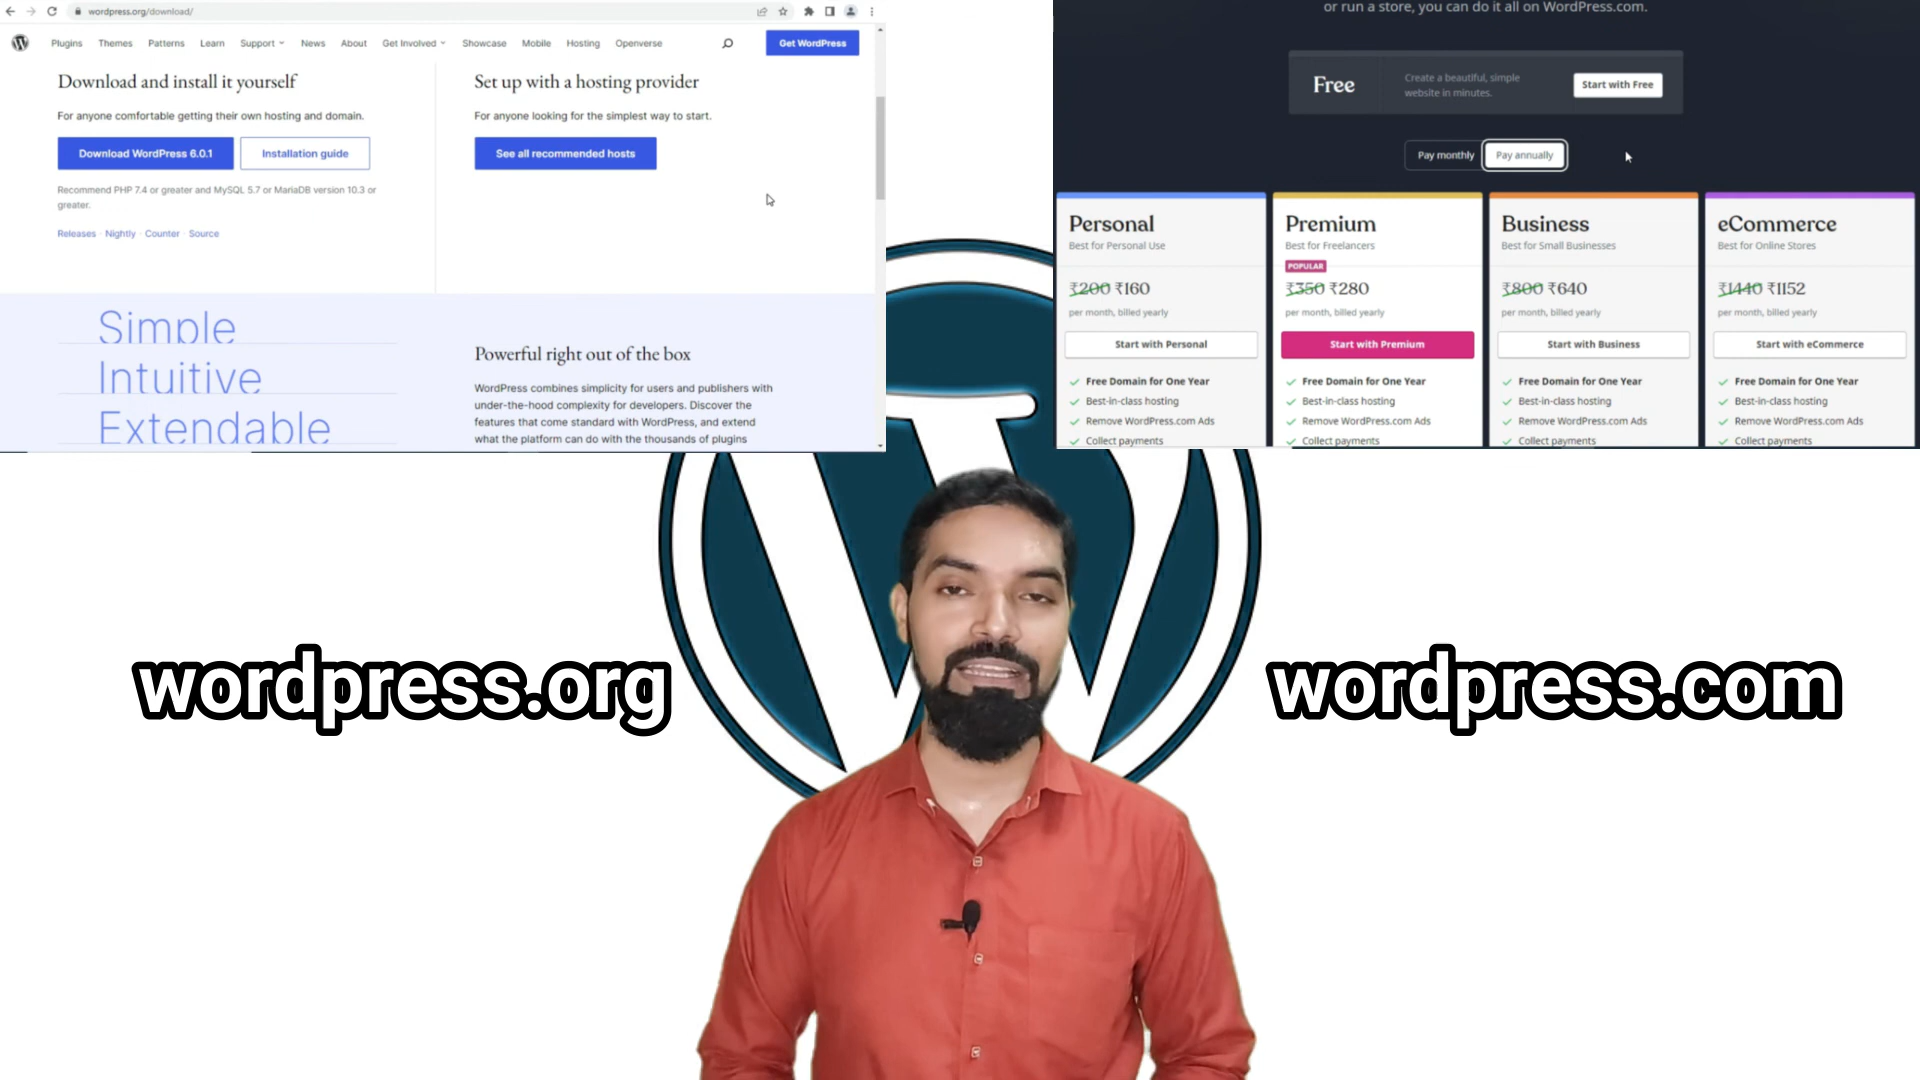 wordpress.org/download/
Plugins Themes Patterns Learn Support News About Get Involved Showcase Mobile Hosting Openverse Get WordPress
Download and install it yourself
For anyone comfortable getting their own hosting and domain.
Download WordPress 6.0.1 Installation guide
Recommend PHP 7.4 or greater and MySQL 5.7 or MariaDB version 10.3 or
greater.
Releases · Nightly · Counter · Source
Set up with a hosting provider
For anyone looking for the simplest way to start.
See all recommended hosts
Simple
Intuitive
Extendable
Powerful right out of the box
WordPress combines simplicity for users and publishers with
under-the-hood complexity for developers. Discover the
features that come standard with WordPress, and extend
what the platform can do with the thousands of plugins
or run a store, you can do it all on WordPress.com.
Free
Create a beautiful, simple
website in minutes.
Start with Free
Pay monthly Pay annually
Personal
Best for Personal Use
₹200 ₹160
per month, billed yearly
Start with Personal
Free Domain for One Year
Best-in-class hosting
Remove WordPress.com Ads
Collect payments
Premium
Best for Freelancers
POPULAR
₹350 ₹280
per month, billed yearly
Start with Premium
Free Domain for One Year
Best-in-class hosting
Remove WordPress.com Ads
Collect payments
Business
Best for Small Businesses
₹800 ₹640
per month, billed yearly
Start with Business
Free Domain for One Year
Best-in-class hosting
Remove WordPress.com Ads
Collect payments
eCommerce
Best for Online Stores
₹1440 ₹1152
per month, billed yearly
Start with eCommerce
Free Domain for One Year
Best-in-class hosting
Remove WordPress.com Ads
Collect payments
wordpress.org
wordpress.com